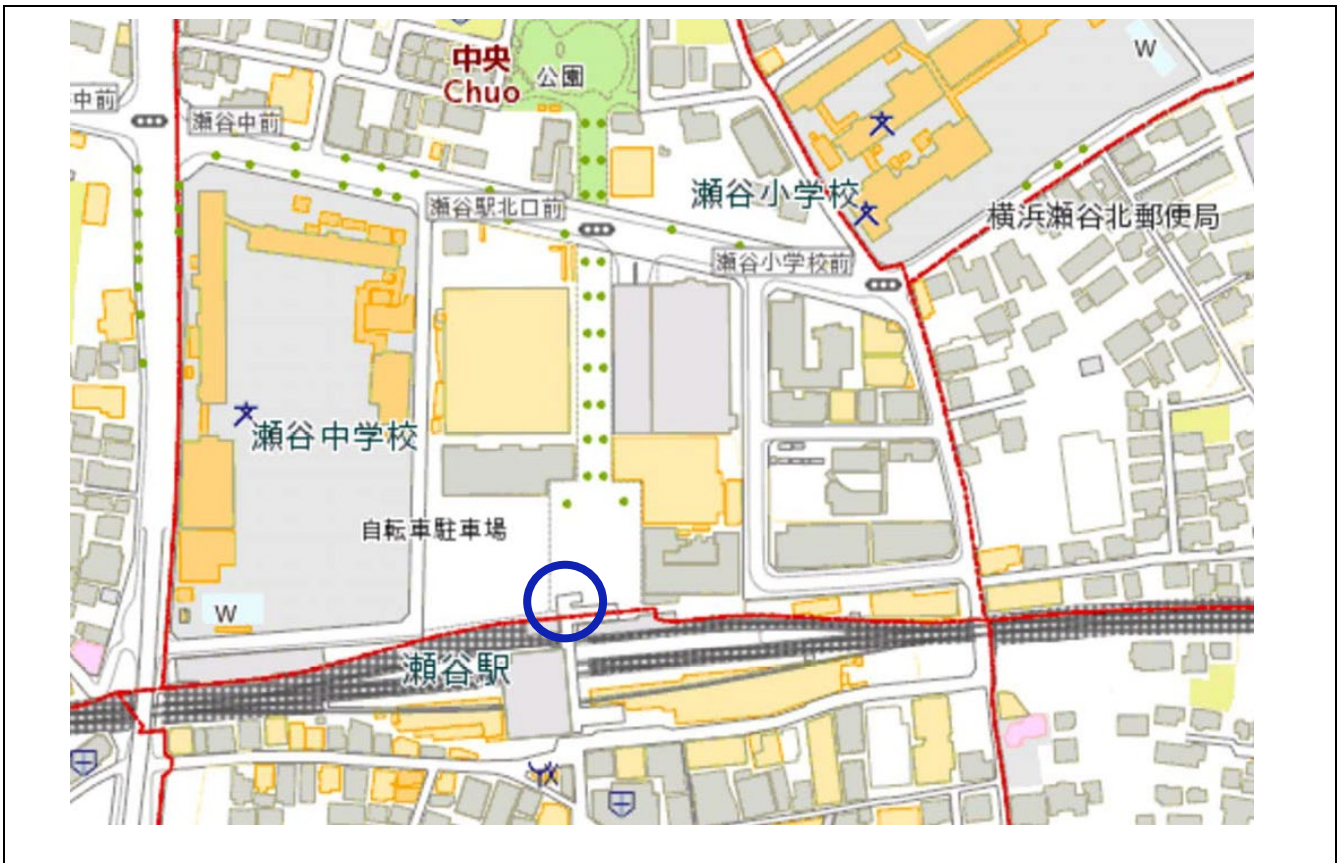 中央
Chuo
公園
W
中前
瀬谷中前
瀬谷小学校
瀬谷駅北口前
横浜瀬谷北郵便局
瀬谷小学校前
瀬谷中学校
自転車駐車場
W
瀬谷駅